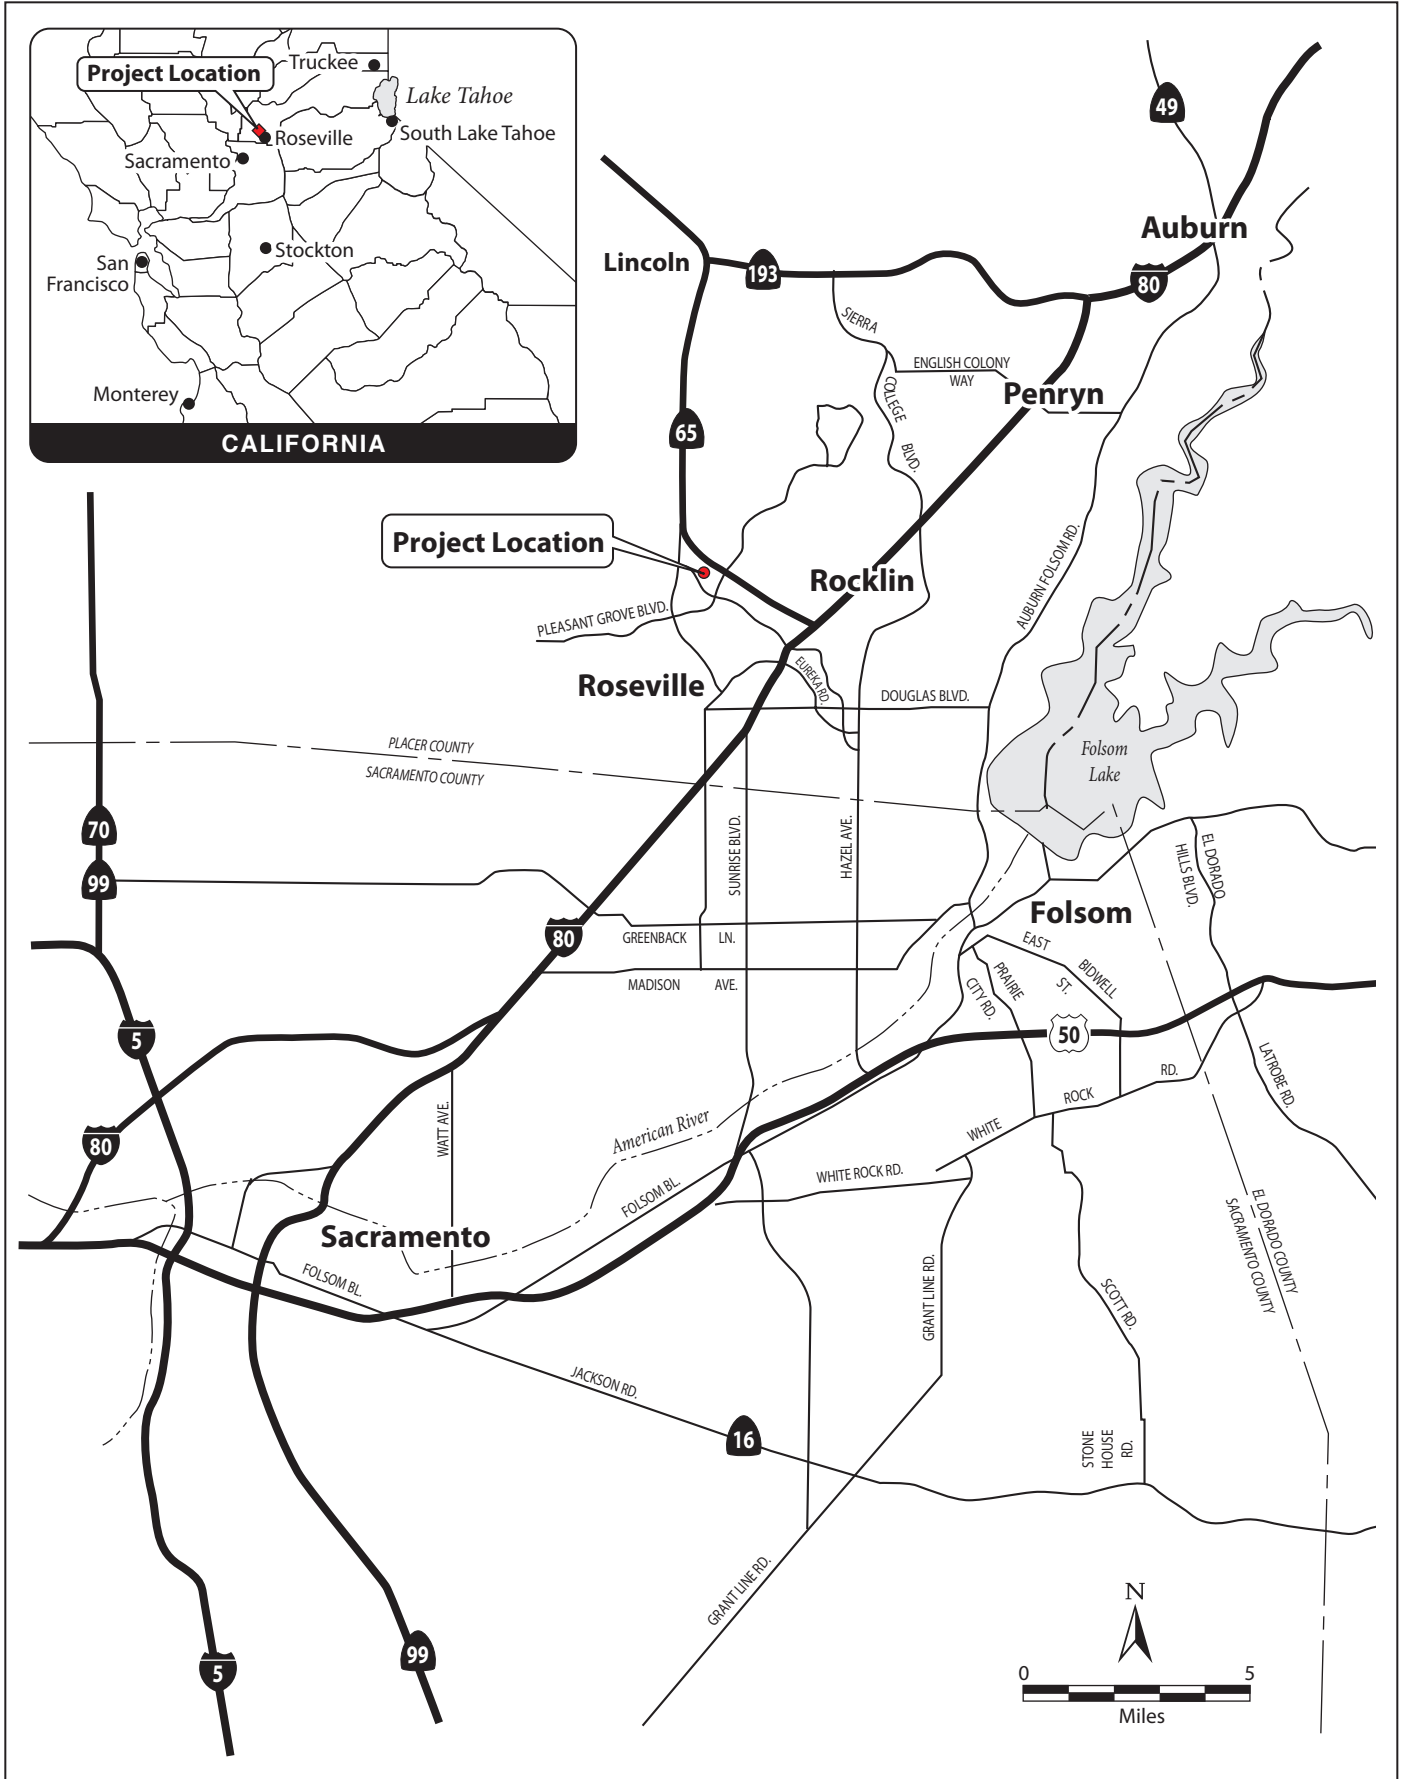 Project Location
Truckee
Lake Tahoe
Roseville
South Lake Tahoe
Sacramento
Stockton
San
Francisco
Monterey
CALIFORNIA
49
Auburn
Lincoln
193
80
SIERRA
COLLEGE
BLVD.
ENGLISH COLONY
WAY
Penryn
65
Project Location
Rocklin
AUBURN FOLSOM RD.
PLEASANT GROVE BLVD.
EUREKA RD.
Roseville
DOUGLAS BLVD.
PLACER COUNTY
SACRAMENTO COUNTY
Folsom
Lake
70
99
SUNRISE BLVD.
HAZEL AVE.
EL DORADO
HILLS BLVD.
80
Folsom
GREENBACK LN.
MADISON AVE.
EAST
BIDWELL
ST.
PRAIRIE
CITY RD.
5
50
LATROBE RD.
80
WATT AVE.
American River
WHITE
ROCK
RD.
WHITE ROCK RD.
FOLSOM BL.
Sacramento
FOLSOM BL.
GRANT LINE RD.
SCOTT RD.
EL DORADO COUNTY
SACRAMENTO COUNTY
JACKSON RD.
16
STONE
HOUSE
RD.
GRANT LINE RD.
99
5
N
0 5
Miles